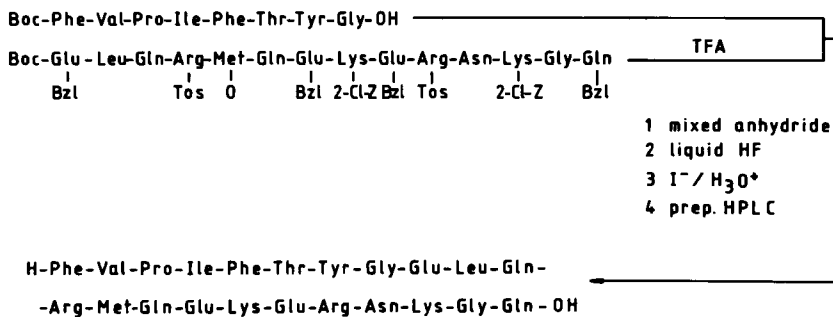 Boc-Phe-Val-Pro-Ile-Phe-Thr-Tyr-Gly-OH
Boc-Glu-Leu-Gln-Arg-Met-Gln-Glu-Lys-Glu-Arg-Asn-Lys-Gly-Gln
TFA
Bzl Tos O Bzl 2-Cl-Z Bzl Tos 2-Cl-Z Bzl
1 mixed anhydride
2 liquid HF
3 I⁻/ H₃O⁺
4 prep. HPLC
H-Phe-Val-Pro-Ile-Phe-Thr-Tyr-Gly-Glu-Leu-Gln-
-Arg-Met-Gln-Glu-Lys-Glu-Arg-Asn-Lys-Gly-Gln-OH